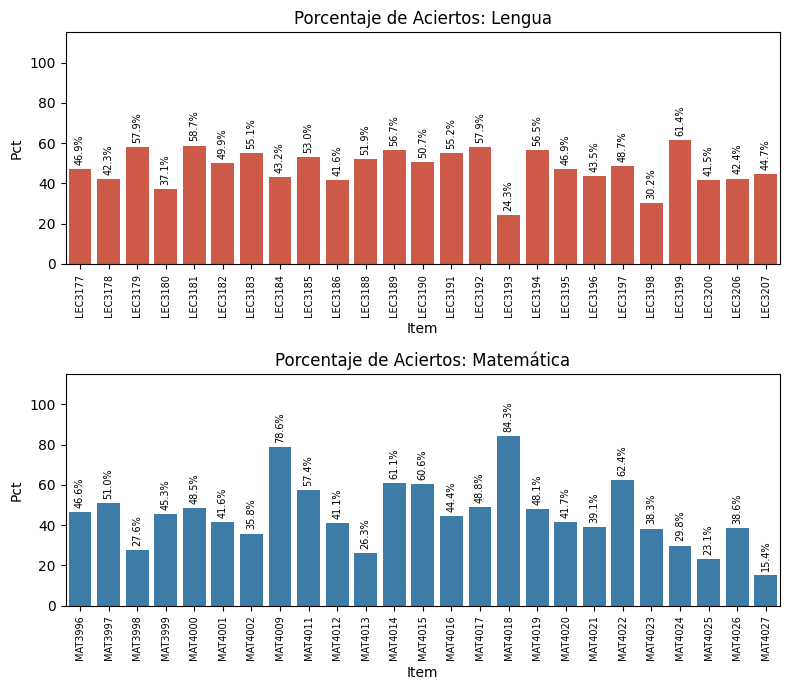 Porcentaje de Aciertos: Lengua
Pct
100
80
60
40
20
0
46.9% 42.3% 57.9% 37.1% 58.7% 49.9% 55.1% 43.2% 53.0% 41.6% 51.9% 56.7% 50.7% 55.2% 57.9% 24.3% 56.5% 46.9% 43.5% 48.7% 30.2% 61.4% 41.5% 42.4% 44.7%
LEC3177 LEC3178 LEC3179 LEC3180 LEC3181 LEC3182 LEC3183 LEC3184 LEC3185 LEC3186 LEC3188 LEC3189 LEC3190 LEC3191 LEC3192 LEC3193 LEC3194 LEC3195 LEC3196 LEC3197 LEC3198 LEC3199 LEC3200 LEC3206 LEC3207
Item
Porcentaje de Aciertos: Matemática
Pct
100
80
60
40
20
0
46.6% 51.0% 27.6% 45.3% 48.5% 41.6% 35.8% 78.6% 57.4% 41.1% 26.3% 61.1% 60.6% 44.4% 48.8% 84.3% 48.1% 41.7% 39.1% 62.4% 38.3% 29.8% 23.1% 38.6% 15.4%
MAT3996 MAT3997 MAT3998 MAT3999 MAT4000 MAT4001 MAT4002 MAT4009 MAT4011 MAT4012 MAT4013 MAT4014 MAT4015 MAT4016 MAT4017 MAT4018 MAT4019 MAT4020 MAT4021 MAT4022 MAT4023 MAT4024 MAT4025 MAT4026 MAT4027
Item